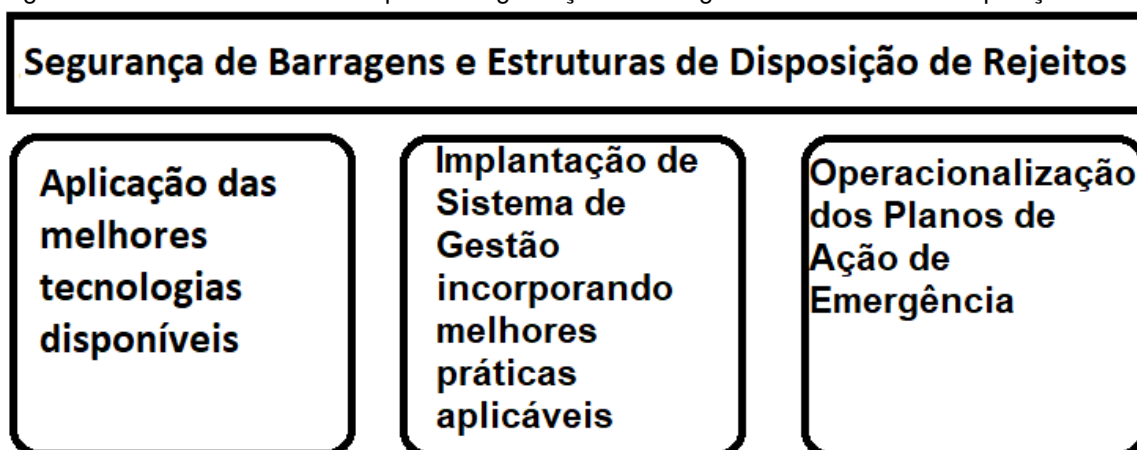 Segurança de Barragens e Estruturas de Disposição de Rejeitos
Aplicação das
melhores
tecnologias
disponíveis
Implantação de
Sistema de
Gestão
incorporando
melhores
práticas
aplicáveis
Operacionalização
dos Planos de
Ação de
Emergência